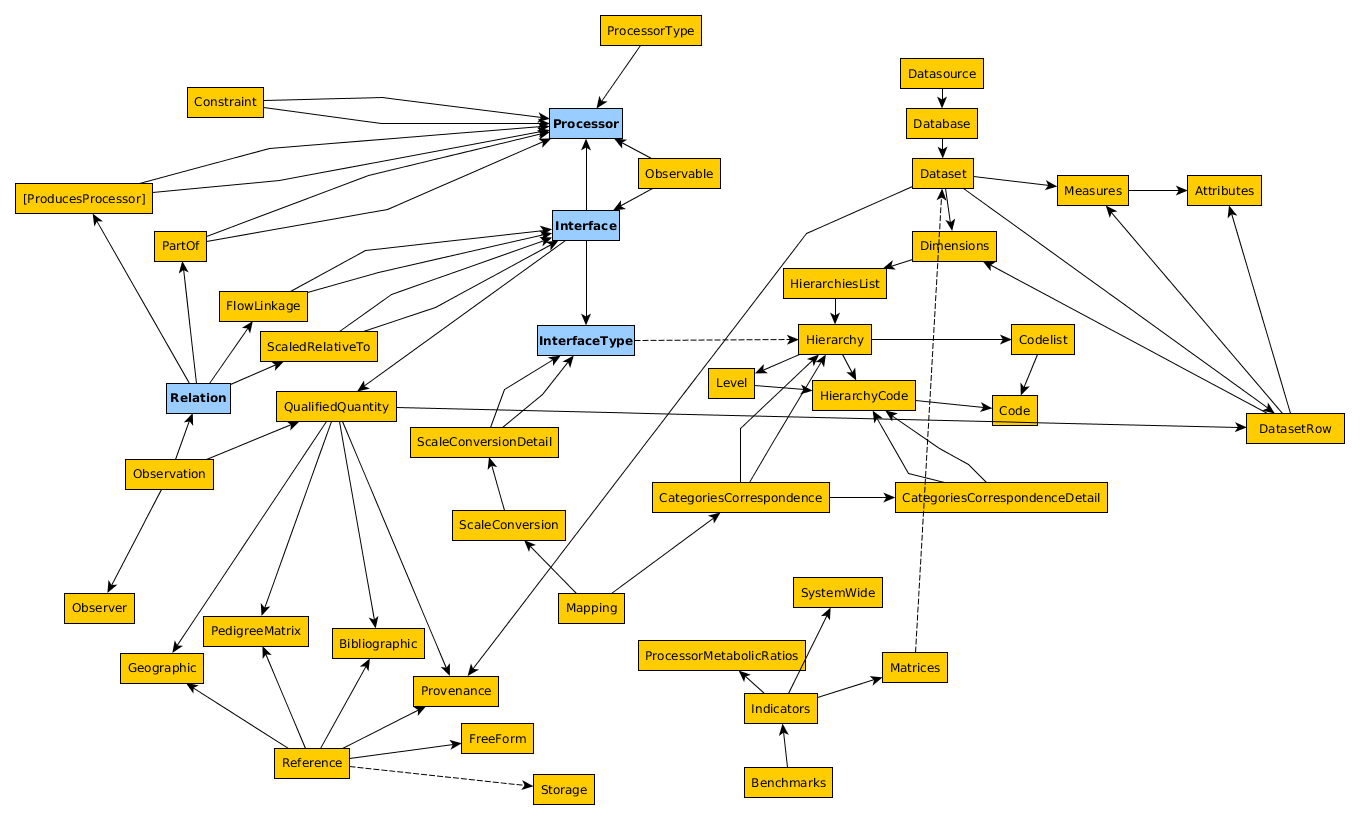 ProcessorType
Datasource
Constraint
Processor
Database
Observable
Dataset
[ProducesProcessor]
Measures
Attributes
Interface
PartOf
Dimensions
HierarchiesList
FlowLinkage
ScaledRelativeTo
InterfaceType
Hierarchy
Codelist
Level
Relation
HierarchyCode
QualifiedQuantity
Code
DatasetRow
ScaleConversionDetail
Observation
CategoriesCorrespondence
CategoriesCorrespondenceDetail
ScaleConversion
SystemWide
Observer
Mapping
PedigreeMatrix
Bibliographic
ProcessorMetabolicRatios
Geographic
Matrices
Provenance
Indicators
FreeForm
Reference
Benchmarks
Storage